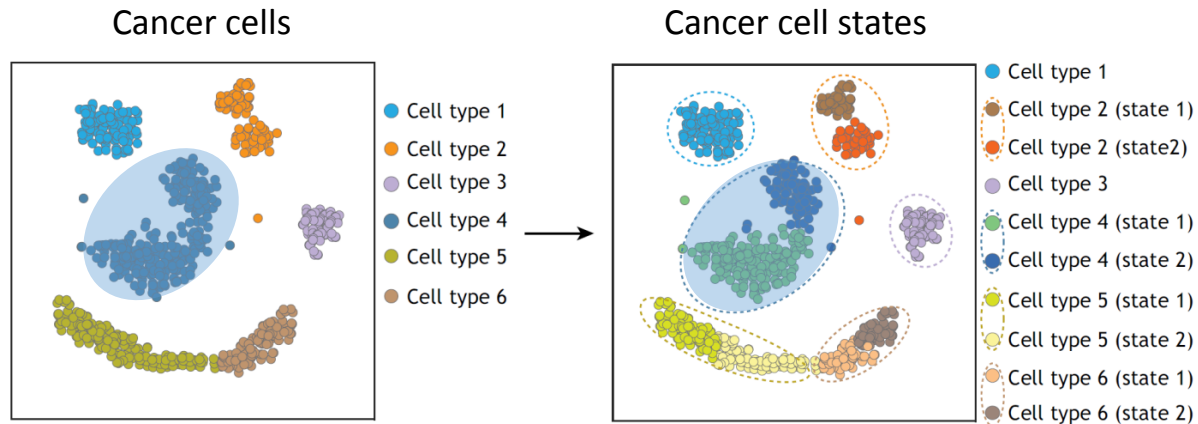 Cancer cells
Cell type 1
Cell type 2
Cell type 3
Cell type 4
Cell type 5
Cell type 6
Cancer cell states
Cell type 1
Cell type 2 (state 1)
Cell type 2 (state2)
Cell type 3
Cell type 4 (state 1)
Cell type 4 (state 2)
Cell type 5 (state 1)
Cell type 5 (state 2)
Cell type 6 (state 1)
Cell type 6 (state 2)